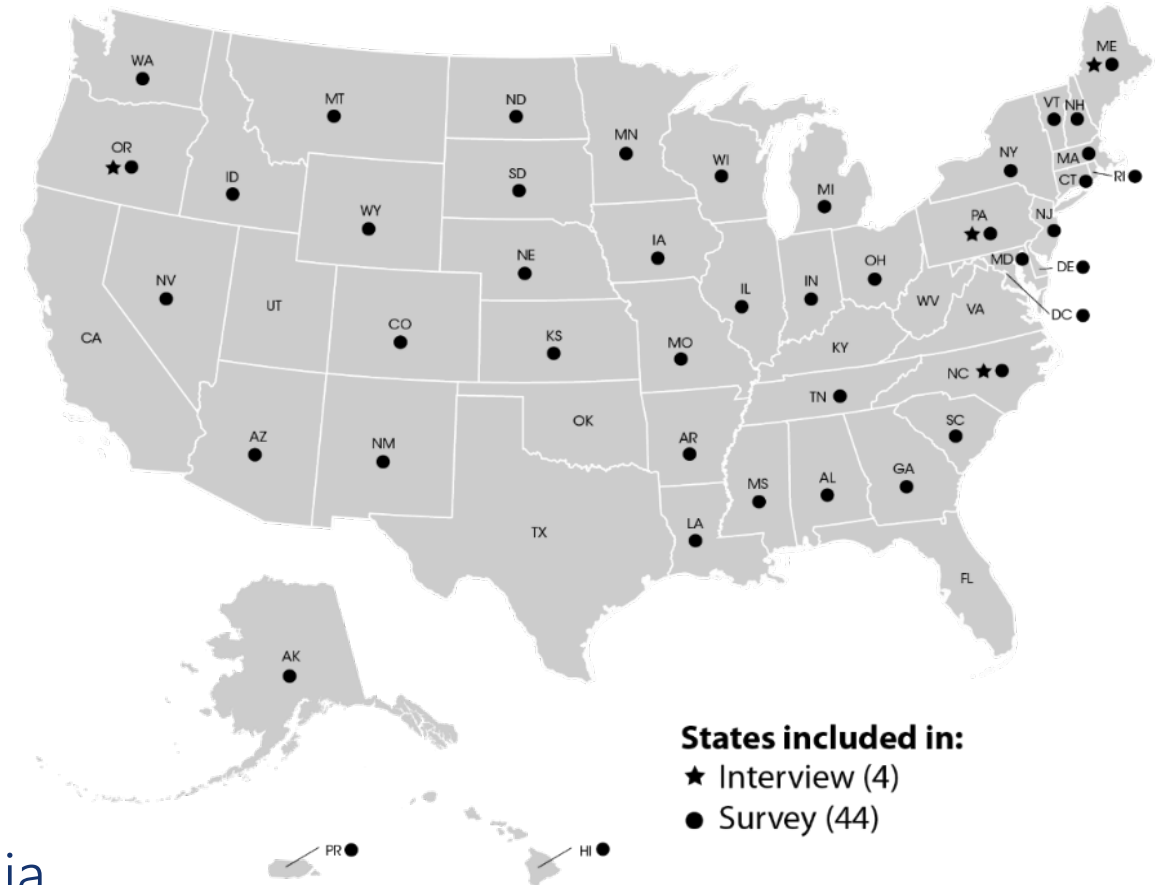 WA
MT
ND
MN
ME
VT
NH
OR
ID
SD
WI
NY
MA
CT
RI
WY
MI
PA
NJ
NE
IA
OH
MD
DE
NV
UT
IL
IN
WV
VA
DC
CO
KS
MO
KY
CA
NC
TN
AZ
NM
OK
AR
SC
MS
AL
GA
LA
TX
FL
AK
States included in:
★ Interview (4)
● Survey (44)
PR
HI
ia